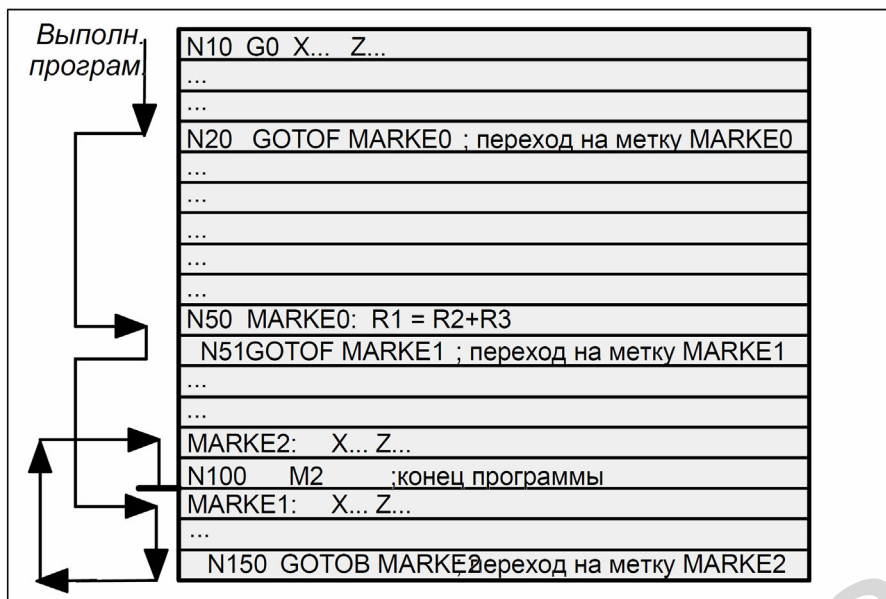 Выполн.
програм.
N10 G0 X... Z...
...
...
N20 GOTOF MARKE0 ; переход на метку MARKE0
...
...
...
...
...
N50 MARKE0: R1 = R2+R3
N51GOTOF MARKE1 ; переход на метку MARKE1
...
...
MARKE2: X... Z...
N100 M2 ;конец программы
MARKE1: X... Z...
...
N150 GOTOB MARKE2 ; переход на метку MARKE2